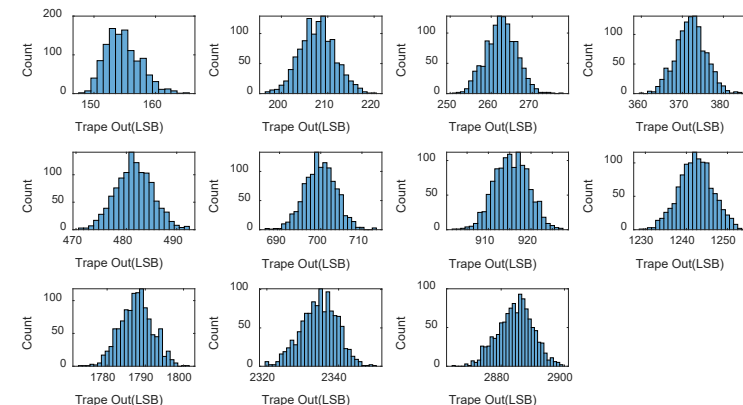 200
100
0
Count
150 160
Trape Out(LSB)
100
50
0
Count
200 210 220
Trape Out(LSB)
100
50
0
Count
250 260 270
Trape Out(LSB)
100
50
0
Count
360 370 380
Trape Out(LSB)
100
50
0
Count
470 480 490
Trape Out(LSB)
100
50
0
Count
690 700 710
Trape Out(LSB)
100
50
0
Count
910 920
Trape Out(LSB)
100
50
0
Count
1230 1240 1250
Trape Out(LSB)
100
50
0
Count
1780 1790 1800
Trape Out(LSB)
100
50
0
Count
2320 2340
Trape Out(LSB)
100
50
0
Count
2880 2900
Trape Out(LSB)